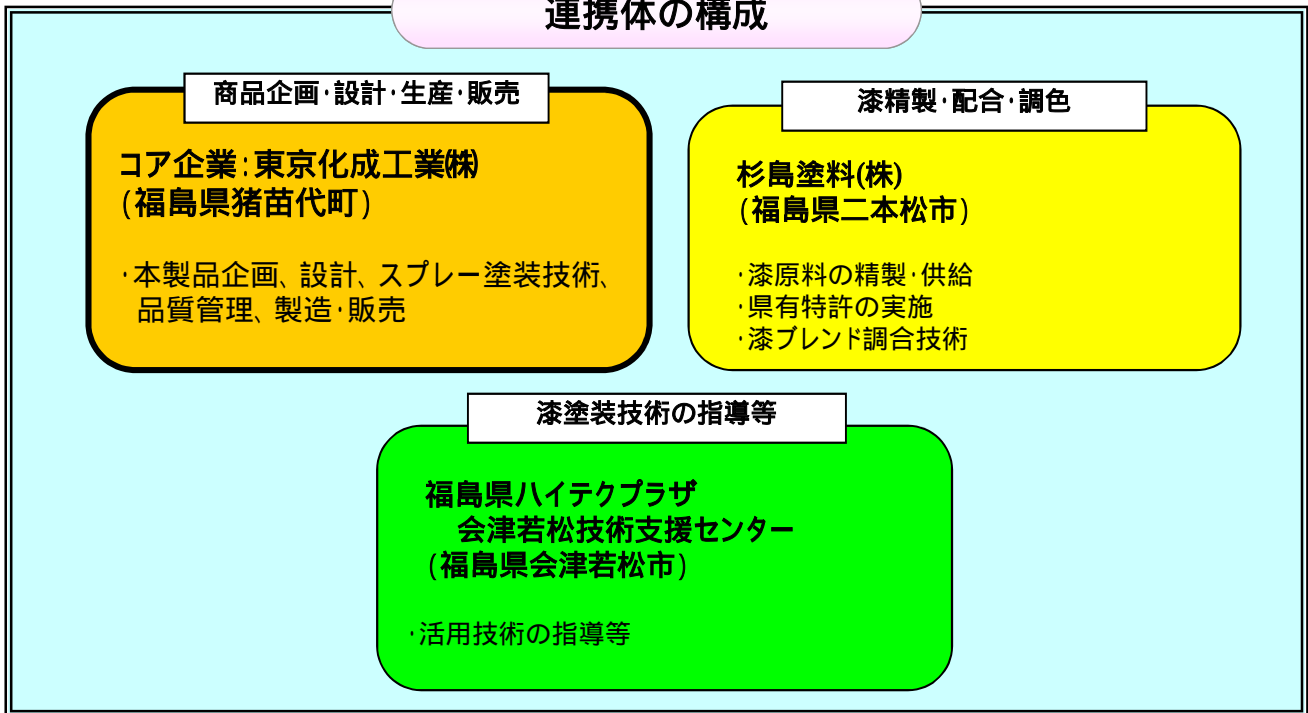 連携体の構成
商品企画･設計･生産･販売
コア企業:東京化成工業㈱
(福島県猪苗代町)
･本製品企画、設計、スプレー塗装技術、
品質管理、製造･販売
漆精製･配合･調色
杉島塗料(株)
(福島県二本松市)
･漆原料の精製･供給
･県有特許の実施
･漆ブレンド調合技術
漆塗装技術の指導等
福島県ハイテクプラザ
会津若松技術支援センター
(福島県会津若松市)
･活用技術の指導等